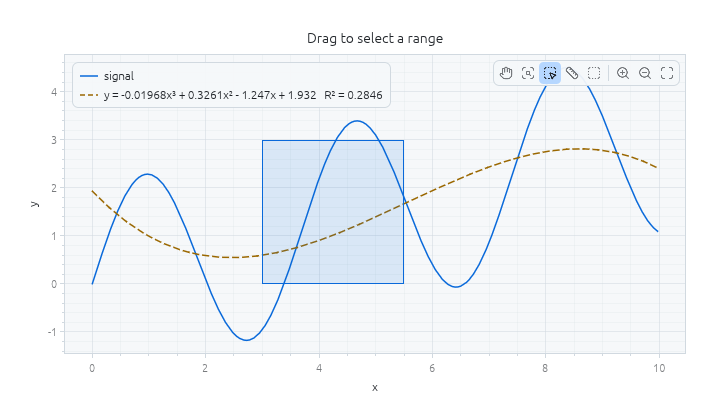 Drag to select a range
signal
y = -0.01968x³ + 0.3261x² - 1.247x + 1.932 R² = 0.2846
y
4
3
2
1
0
-1
0 2 4 6 8 10
x